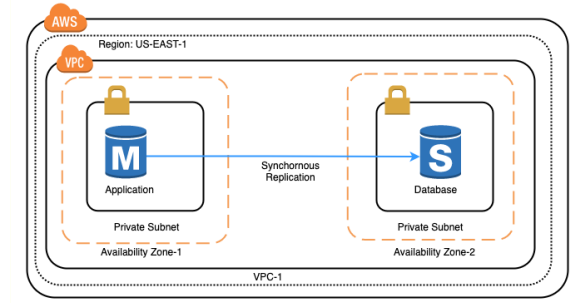 AWS
Region: US-EAST-1
VPC
M
S
Synchornous
Replication
Application
Database
Private Subnet
Private Subnet
Availability Zone-1
Availability Zone-2
VPC-1